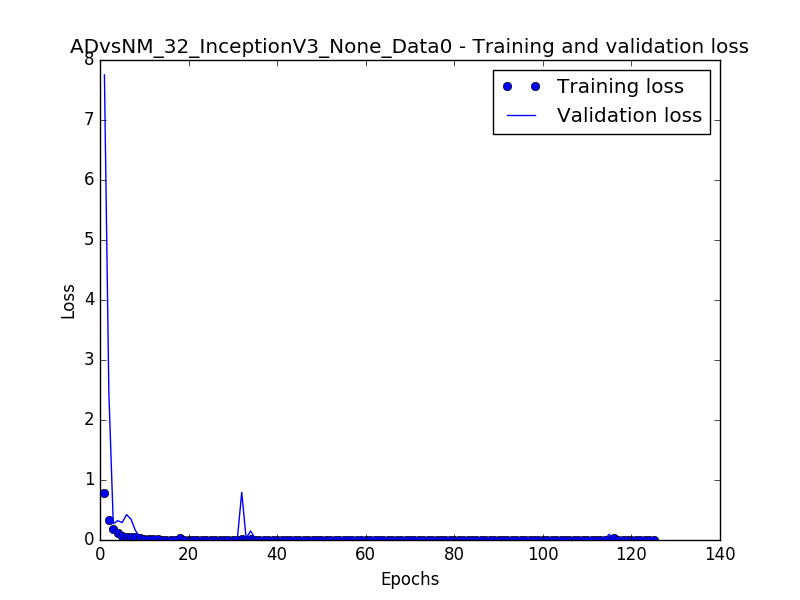 ADvsNM_32_InceptionV3_None_Data0 - Training and validation loss
Training loss
Validation loss
8
7
6
5
4
3
2
1
0
Loss
0 20 40 60 80 100 120 140
Epochs